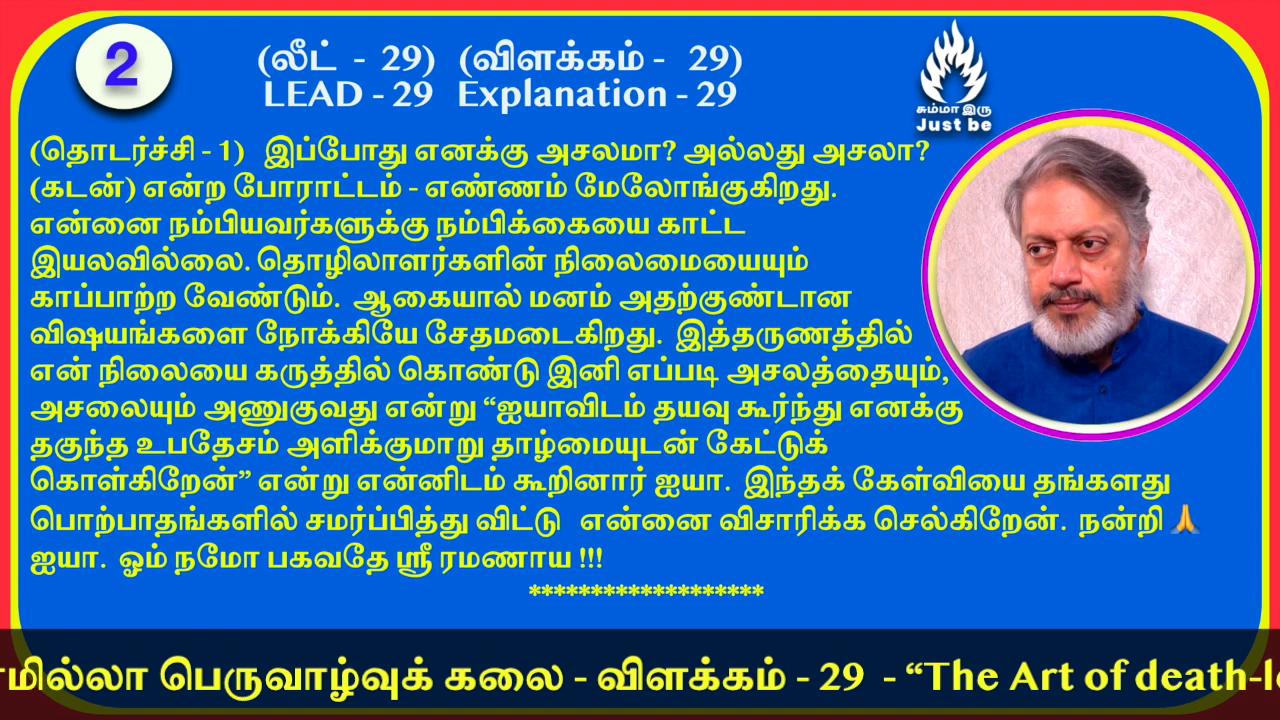 2
(லீட் - 29) (விளக்கம் - 29)
LEAD - 29 Explanation - 29
சும்மா இரு
Just be
(தொடர்ச்சி - 1) இப்போது எனக்கு அசலமா? அல்லது அசலா?
(கடன்) என்ற போராட்டம் - எண்ணம் மேலோங்குகிறது.
என்னை நம்பியவர்களுக்கு நம்பிக்கையை காட்ட
இயலவில்லை. தொழிலாளர்களின் நிலைமையையும்
காப்பாற்ற வேண்டும். ஆகையால் மனம் அதற்குண்டான
விஷயங்களை நோக்கியே சேதமடைகிறது. இத்தருணத்தில்
என் நிலையை கருத்தில் கொண்டு இனி எப்படி அசலத்தையும்,
அசலையும் அணுகுவது என்று “ஐயாவிடம் தயவு கூர்ந்து எனக்கு
தகுந்த உபதேசம் அளிக்குமாறு தாழ்மையுடன் கேட்டுக்
கொள்கிறேன்” என்று என்னிடம் கூறினார் ஐயா. இந்தக் கேள்வியை தங்களது
பொற்பாதங்களில் சமர்ப்பித்து விட்டு என்னை விசாரிக்க செல்கிறேன். நன்றி 🙏
ஐயா. ஓம் நமோ பகவதே ஸ்ரீ ரமணாய !!!
*******************
மில்லா பெருவாழ்வுக் கலை - விளக்கம் - 29 - “The Art of death-le